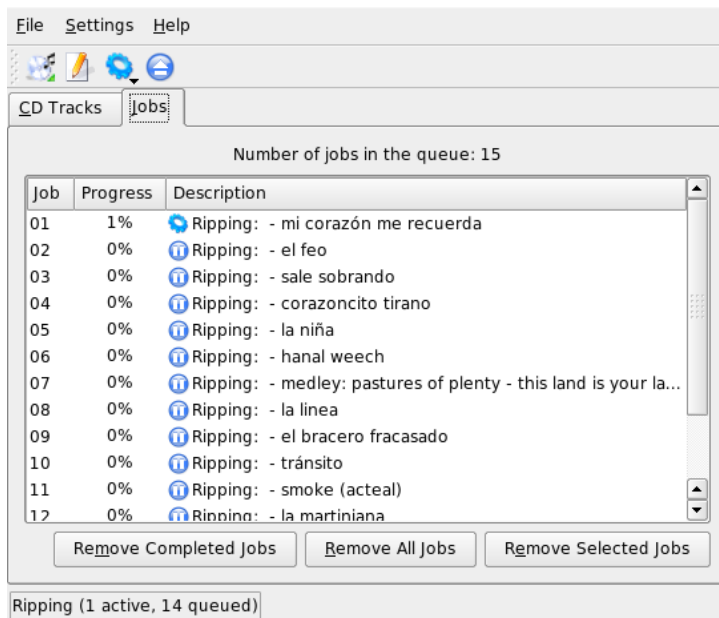 File Settings Help
CD Tracks Jobs
Number of jobs in the queue: 15
Job Progress Description
01 1% Ripping: - mi corazón me recuerda
02 0% Ripping: - el feo
03 0% Ripping: - sale sobrando
04 0% Ripping: - corazoncito tirano
05 0% Ripping: - la niña
06 0% Ripping: - hanal weech
07 0% Ripping: - medley: pastures of plenty - this land is your la...
08 0% Ripping: - la linea
09 0% Ripping: - el bracero fracasado
10 0% Ripping: - tránsito
11 0% Ripping: - smoke (acteal)
12 0% Ripping: - la martiniana
Remove Completed Jobs Remove All Jobs Remove Selected Jobs
Ripping (1 active, 14 queued)